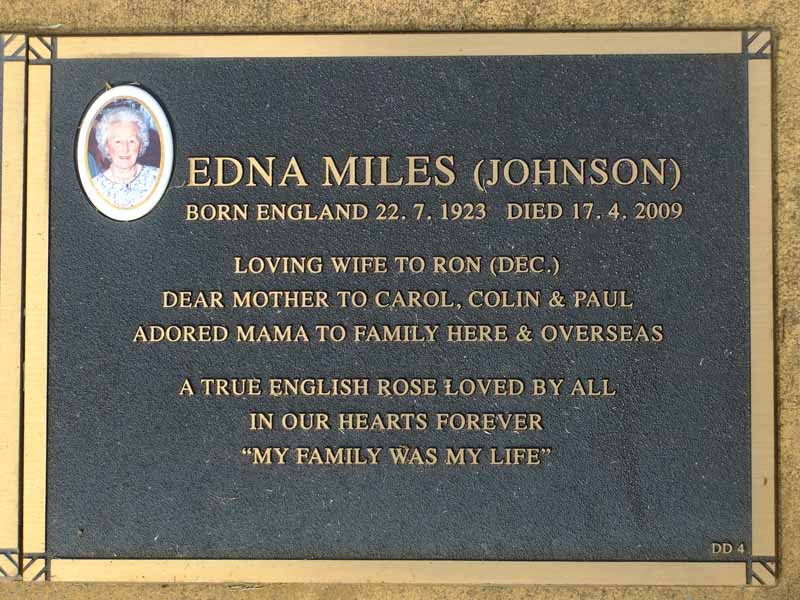 EDNA MILES (JOHNSON)
BORN ENGLAND 22. 7. 1923 DIED 17. 4. 2009
LOVING WIFE TO RON (DEC.)
DEAR MOTHER TO CAROL, COLIN & PAUL
ADORED MAMA TO FAMILY HERE & OVERSEAS
A TRUE ENGLISH ROSE LOVED BY ALL
IN OUR HEARTS FOREVER
“MY FAMILY WAS MY LIFE”
DD 4